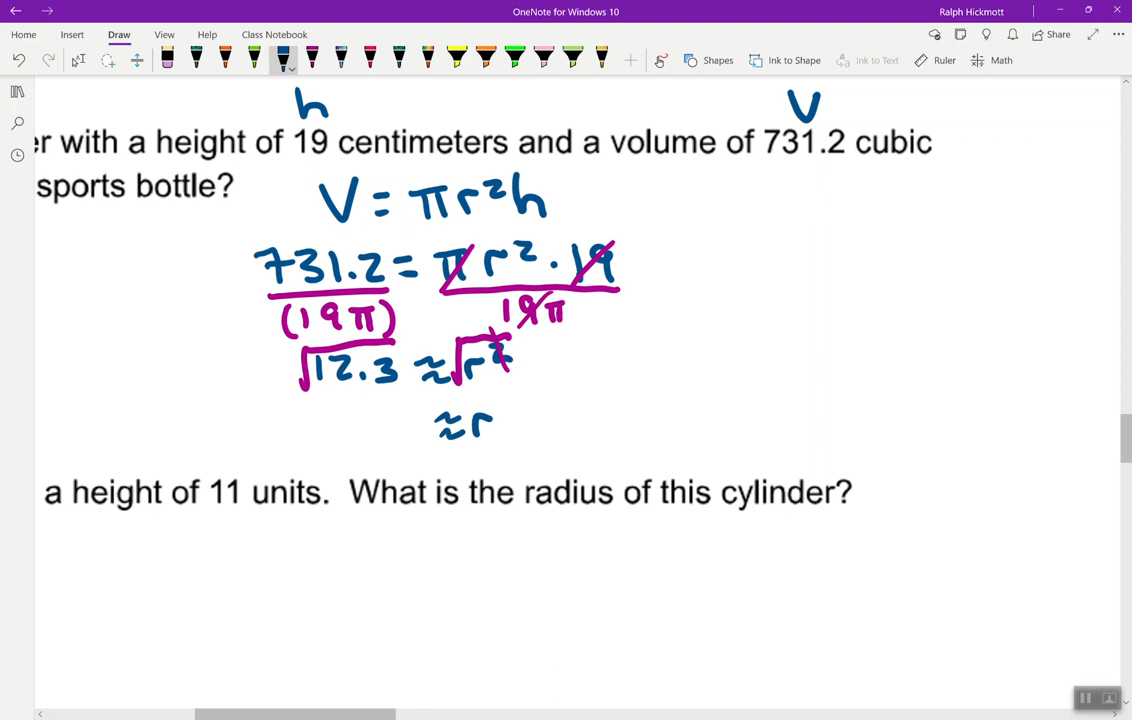 OneNote for Windows 10
Ralph Hickmott
Home Insert Draw View Help Class Notebook
Share
Shapes Ink to Shape Ink to Text Ruler Math
h V
er with a height of 19 centimeters and a volume of 731.2 cubic
sports bottle?
V = πr²h
731.2 = πr² · 19
(19π) 19π
√12.3 ≈ √r²
≈ r
a height of 11 units. What is the radius of this cylinder?